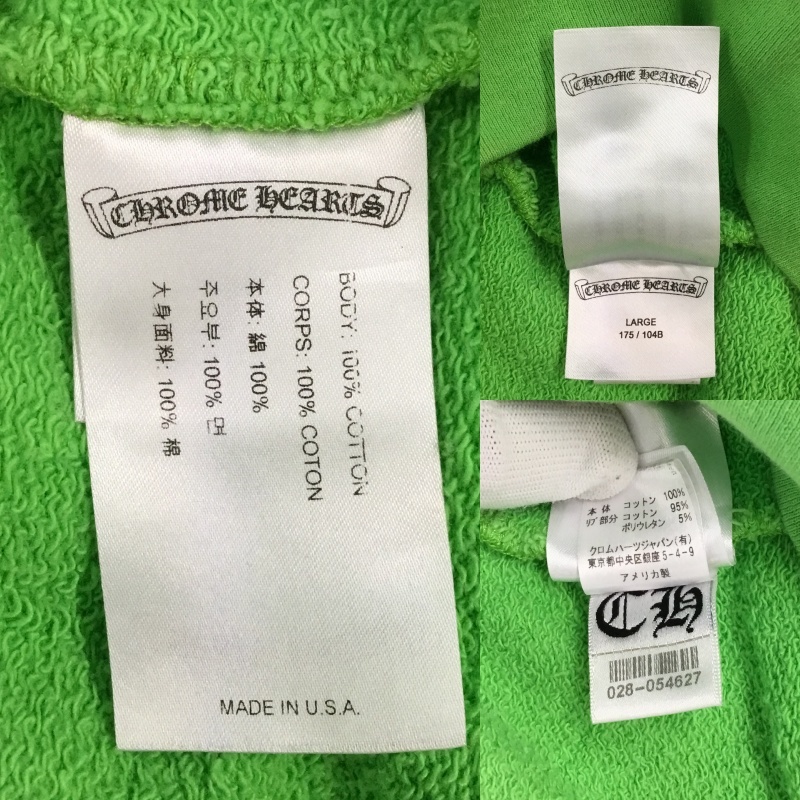 CHROME HEARTS
BODY: 100% COTTON
CORPS: 100% COTON
本体: 綿 100%
주요부: 100% 면
大身面料: 100% 棉
MADE IN U.S.A.
CHROME HEARTS
CHROME HEARTS
LARGE
175 / 104B
本体 コットン 100%
リブ部分 コットン 95%
ポリウレタン 5%
クロムハーツジャパン(有)
東京都中央区銀座5-4-9
アメリカ製
CH
028-054627